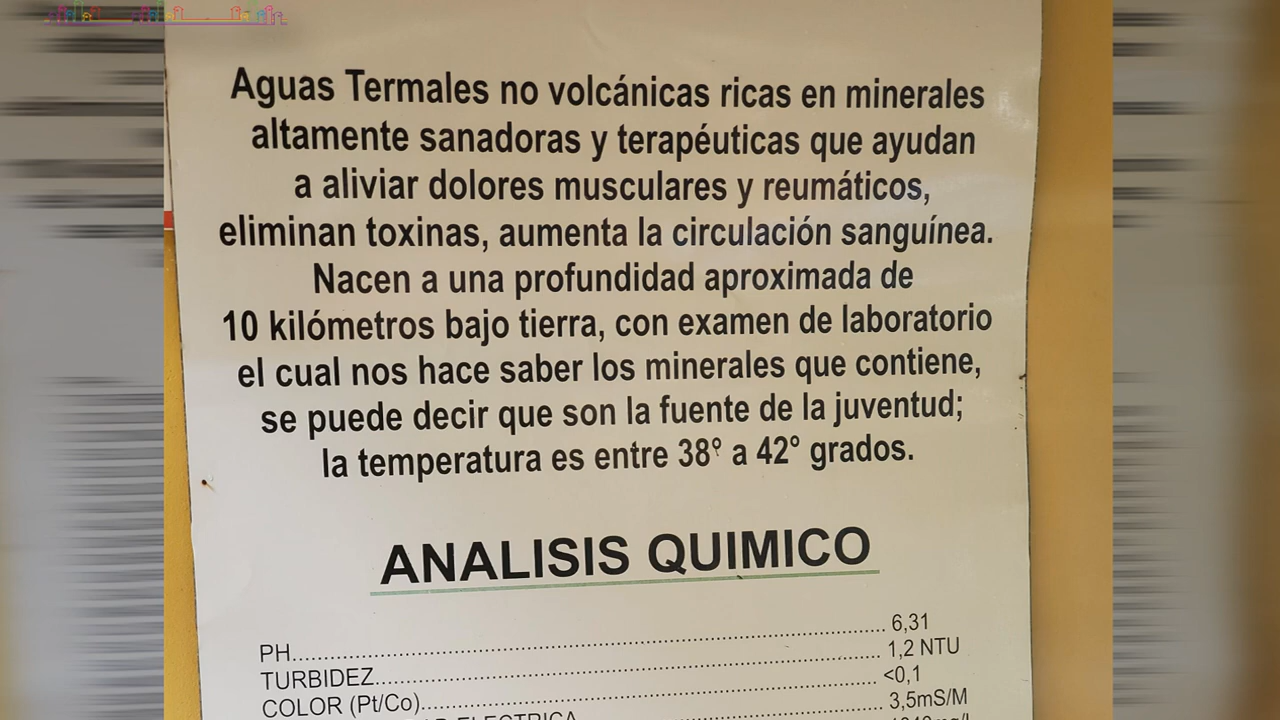 Aguas Termales no volcánicas ricas en minerales
altamente sanadoras y terapéuticas que ayudan
a aliviar dolores musculares y reumáticos,
eliminan toxinas, aumenta la circulación sanguínea.
Nacen a una profundidad aproximada de
10 kilómetros bajo tierra, con examen de laboratorio
el cual nos hace saber los minerales que contiene,
se puede decir que son la fuente de la juventud;
la temperatura es entre 38º a 42° grados.
ANALISIS QUIMICO
PH.......................................................... 6,31
TURBIDEZ.......................................................... 1,2 NTU
COLOR (Pt/Co).......................................................... <0,1
ELECTRICA.......................................................... 3,5mS/M